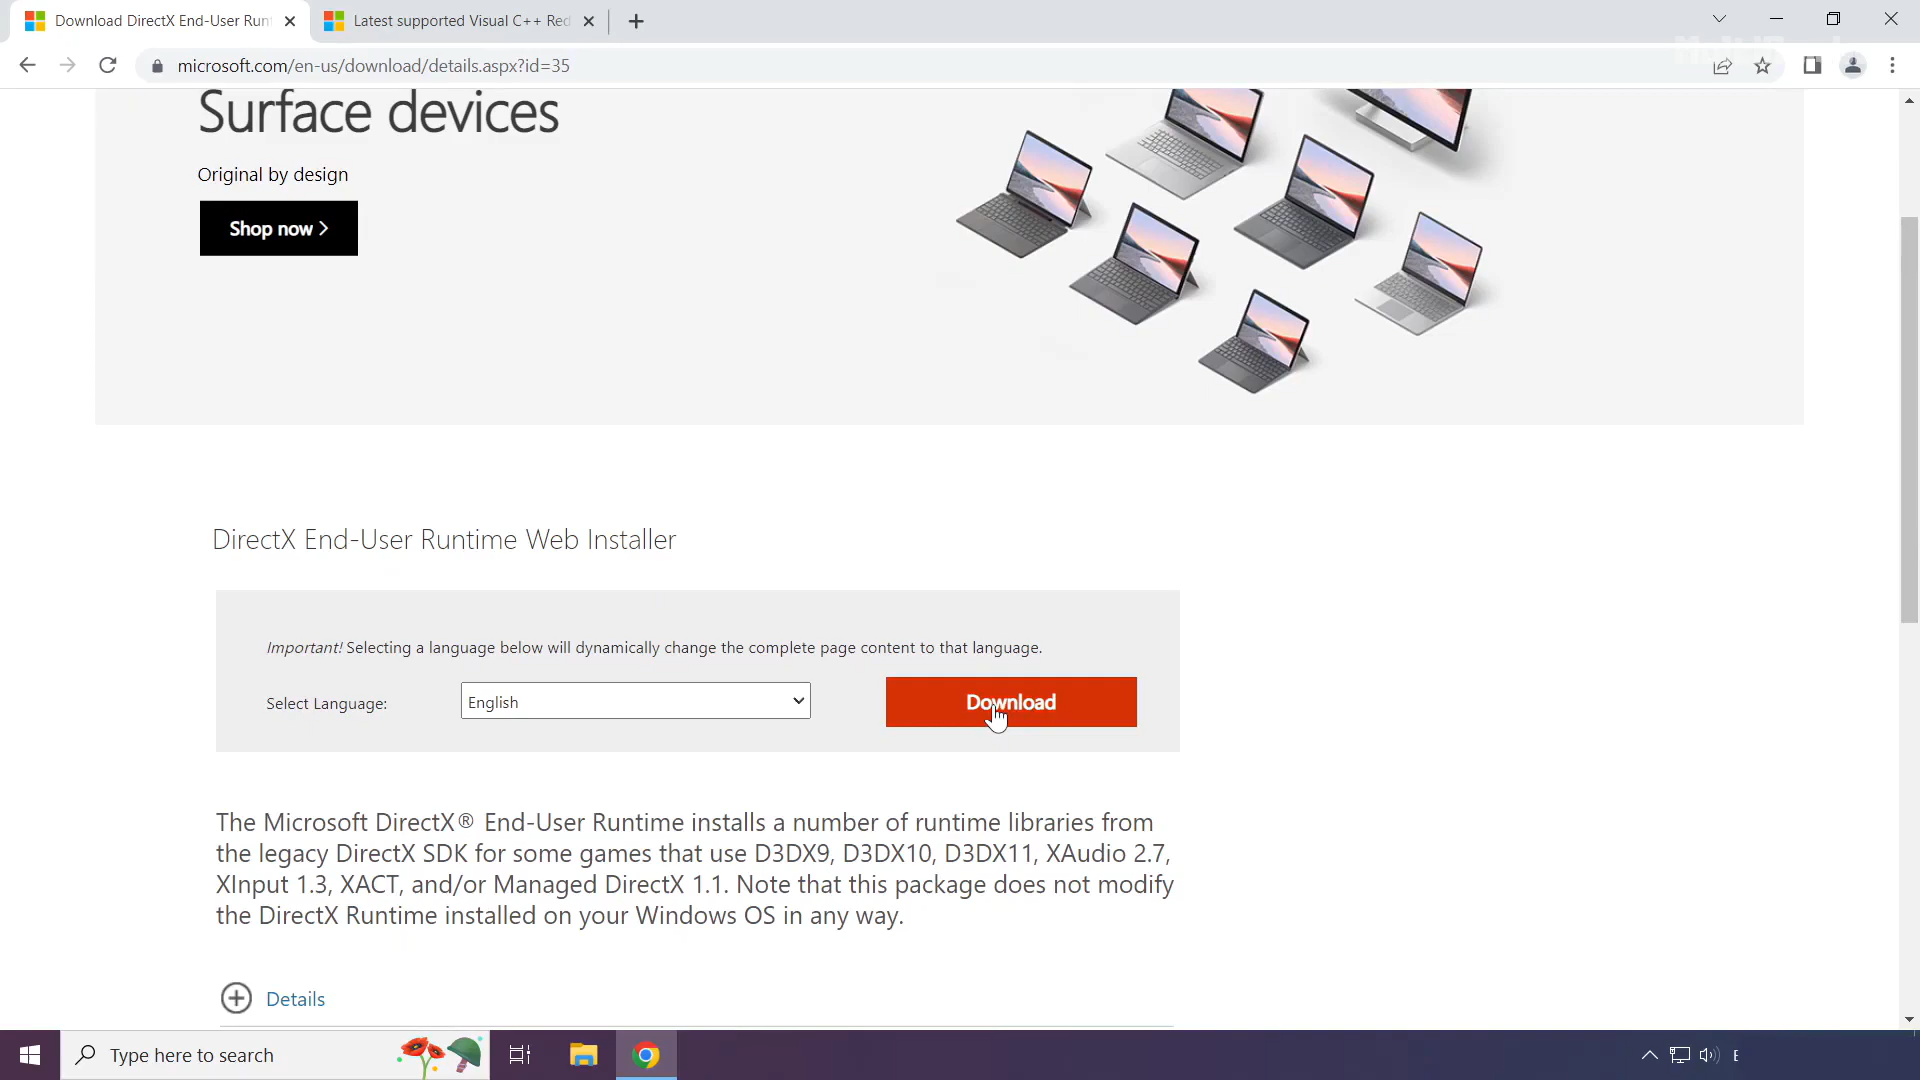 Download DirectX End-User Run
Latest supported Visual C++ Red
microsoft.com/en-us/download/details.aspx?id=35
Surface devices
Original by design
Shop now
DirectX End-User Runtime Web Installer
Important! Selecting a language below will dynamically change the complete page content to that language.
Select Language:
English
Download
The Microsoft DirectX® End-User Runtime installs a number of runtime libraries from
the legacy DirectX SDK for some games that use D3DX9, D3DX10, D3DX11, XAudio 2.7,
XInput 1.3, XACT, and/or Managed DirectX 1.1. Note that this package does not modify
the DirectX Runtime installed on your Windows OS in any way.
Details
Type here to search
E